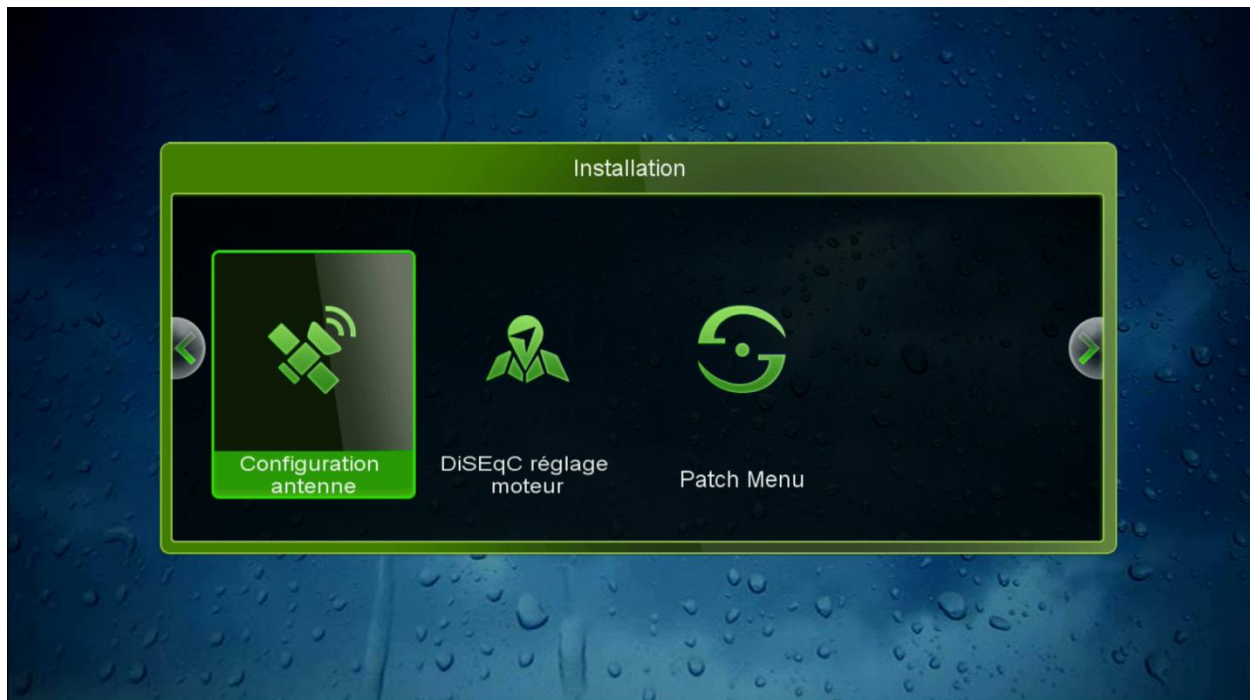 Installation
Configuration
antenne
DiSEqC réglage
moteur
Patch Menu